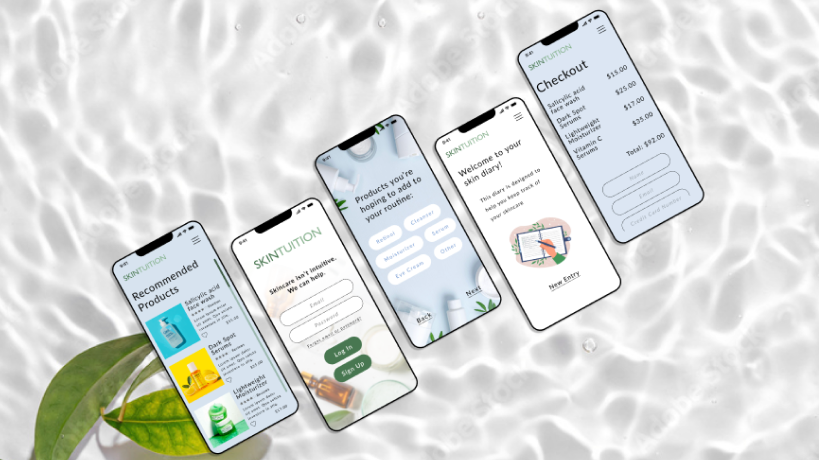 9:41
SKINTUITION
Recommended
Products
Salicylic acid
face wash
$15.00
Dark Spot
Serums
Lightweight
Moisturizer
9:41
SKINTUITION
Skincare isn't intuitive.
We can help.
Email
Password
Log In
Sign Up
9:41
Products you're
hoping to add to
your routine:
Retinol
Cleanser
Moisturizer
Serum
Eye Cream
Other
Back
Next
9:41
SKINTUITION
Welcome to your
skin diary!
This diary is designed to
help you keep track of
your skincare
New Entry
9:41
SKINTUITION
Checkout
Salicylic acid
face wash
$15.00
Dark Spot
Serums
$25.00
Lightweight
Moisturizer
$17.00
Vitamin C
Serums
$35.00
Total: $92.00
Name
Email
Credit Card Number